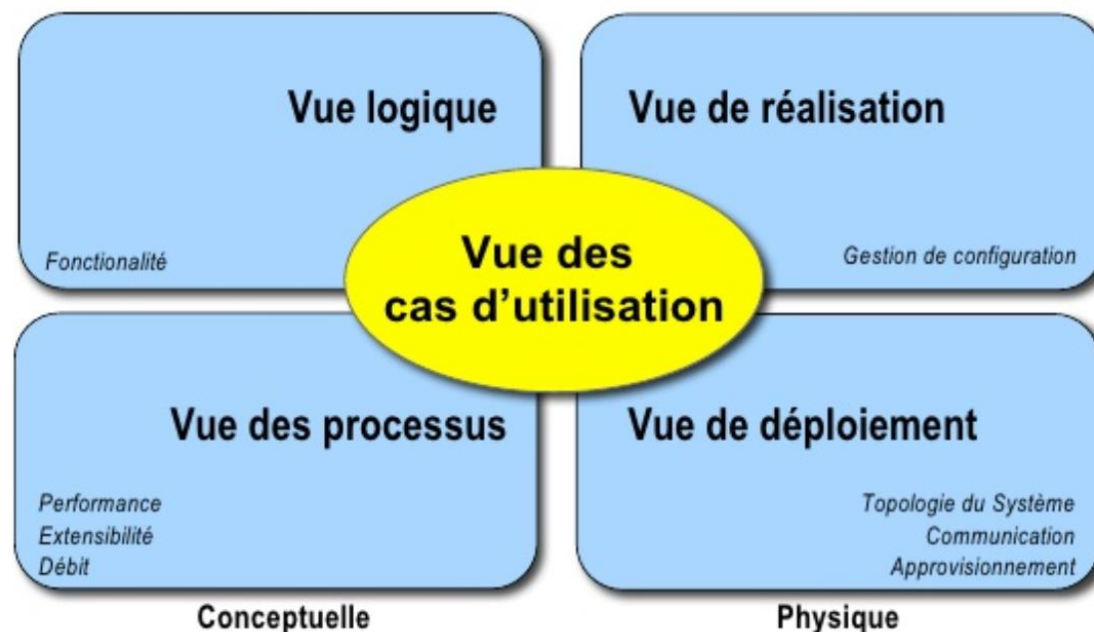 Vue logique
Fonctionalité
Vue de réalisation
Gestion de configuration
Vue des
cas d’utilisation
Vue des processus
Performance
Extensibilité
Débit
Vue de déploiement
Topologie du Système
Communication
Approvisionnement
Conceptuelle
Physique